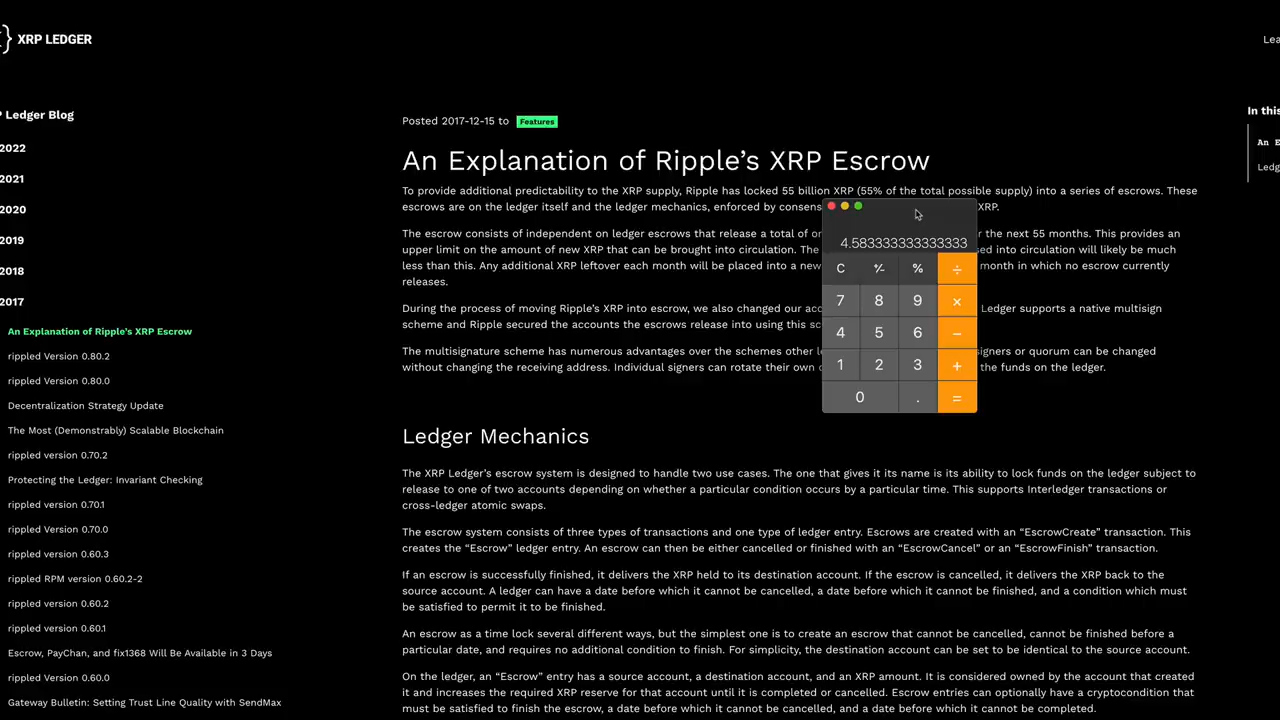 XRP LEDGER
Lea
P Ledger Blog
2022
2021
2020
2019
2018
2017
An Explanation of Ripple's XRP Escrow
rippled Version 0.80.2
rippled Version 0.80.0
Decentralization Strategy Update
The Most (Demonstrably) Scalable Blockchain
rippled version 0.70.2
Protecting the Ledger: Invariant Checking
rippled version 0.70.1
rippled Version 0.70.0
rippled version 0.60.3
rippled RPM version 0.60.2-2
rippled version 0.60.2
rippled version 0.60.1
Escrow, PayChan, and fix1368 Will Be Available in 3 Days
rippled Version 0.60.0
Gateway Bulletin: Setting Trust Line Quality with SendMax
Posted 2017-12-15 to Features
An Explanation of Ripple's XRP Escrow
To provide additional predictability to the XRP supply, Ripple has locked 55 billion XRP (55% of the total possible supply) into a series of escrows. These
escrows are on the ledger itself and the ledger mechanics, enforced by XRP.
The escrow consists of independent on ledger escrows that release a total of the next 55 months. This provides an
upper limit on the amount of new XRP that can be brought into circulation. The into circulation will likely be much
less than this. Any additional XRP leftover each month will be placed into a new month in which no escrow currently
releases.
During the process of moving Ripple's XRP into escrow, we also changed our Ledger supports a native multisign
scheme and Ripple secured the accounts the escrows release into using this
The multisignature scheme has numerous advantages over the schemes other or quorum can be changed
without changing the receiving address. Individual signers can rotate their own the funds on the ledger.
4.583333333333333
C +⁄- % ÷
7 8 9 ×
4 5 6 −
1 2 3 +
0 . =
Ledger Mechanics
The XRP Ledger's escrow system is designed to handle two use cases. The one that gives it its name is its ability to lock funds on the ledger subject to
release to one of two accounts depending on whether a particular condition occurs by a particular time. This supports Interledger transactions or
cross-ledger atomic swaps.
The escrow system consists of three types of transactions and one type of ledger entry. Escrows are created with an “EscrowCreate” transaction. This
creates the “Escrow” ledger entry. An escrow can then be either cancelled or finished with an “EscrowCancel” or an “EscrowFinish” transaction.
If an escrow is successfully finished, it delivers the XRP held to its destination account. If the escrow is cancelled, it delivers the XRP back to the
source account. A ledger can have a date before which it cannot be cancelled, a date before which it cannot be finished, and a condition which must
be satisfied to permit it to be finished.
An escrow as a time lock several different ways, but the simplest one is to create an escrow that cannot be cancelled, cannot be finished before a
particular date, and requires no additional condition to finish. For simplicity, the destination account can be set to be identical to the source account.
On the ledger, an “Escrow” entry has a source account, a destination account, and an XRP amount. It is considered owned by the account that created
it and increases the required XRP reserve for that account until it is completed or cancelled. Escrow entries can optionally have a cryptocondition that
must be satisfied to finish the escrow, a date before which it cannot be cancelled, and a date before which it cannot be completed.
In this
An E
Ledg